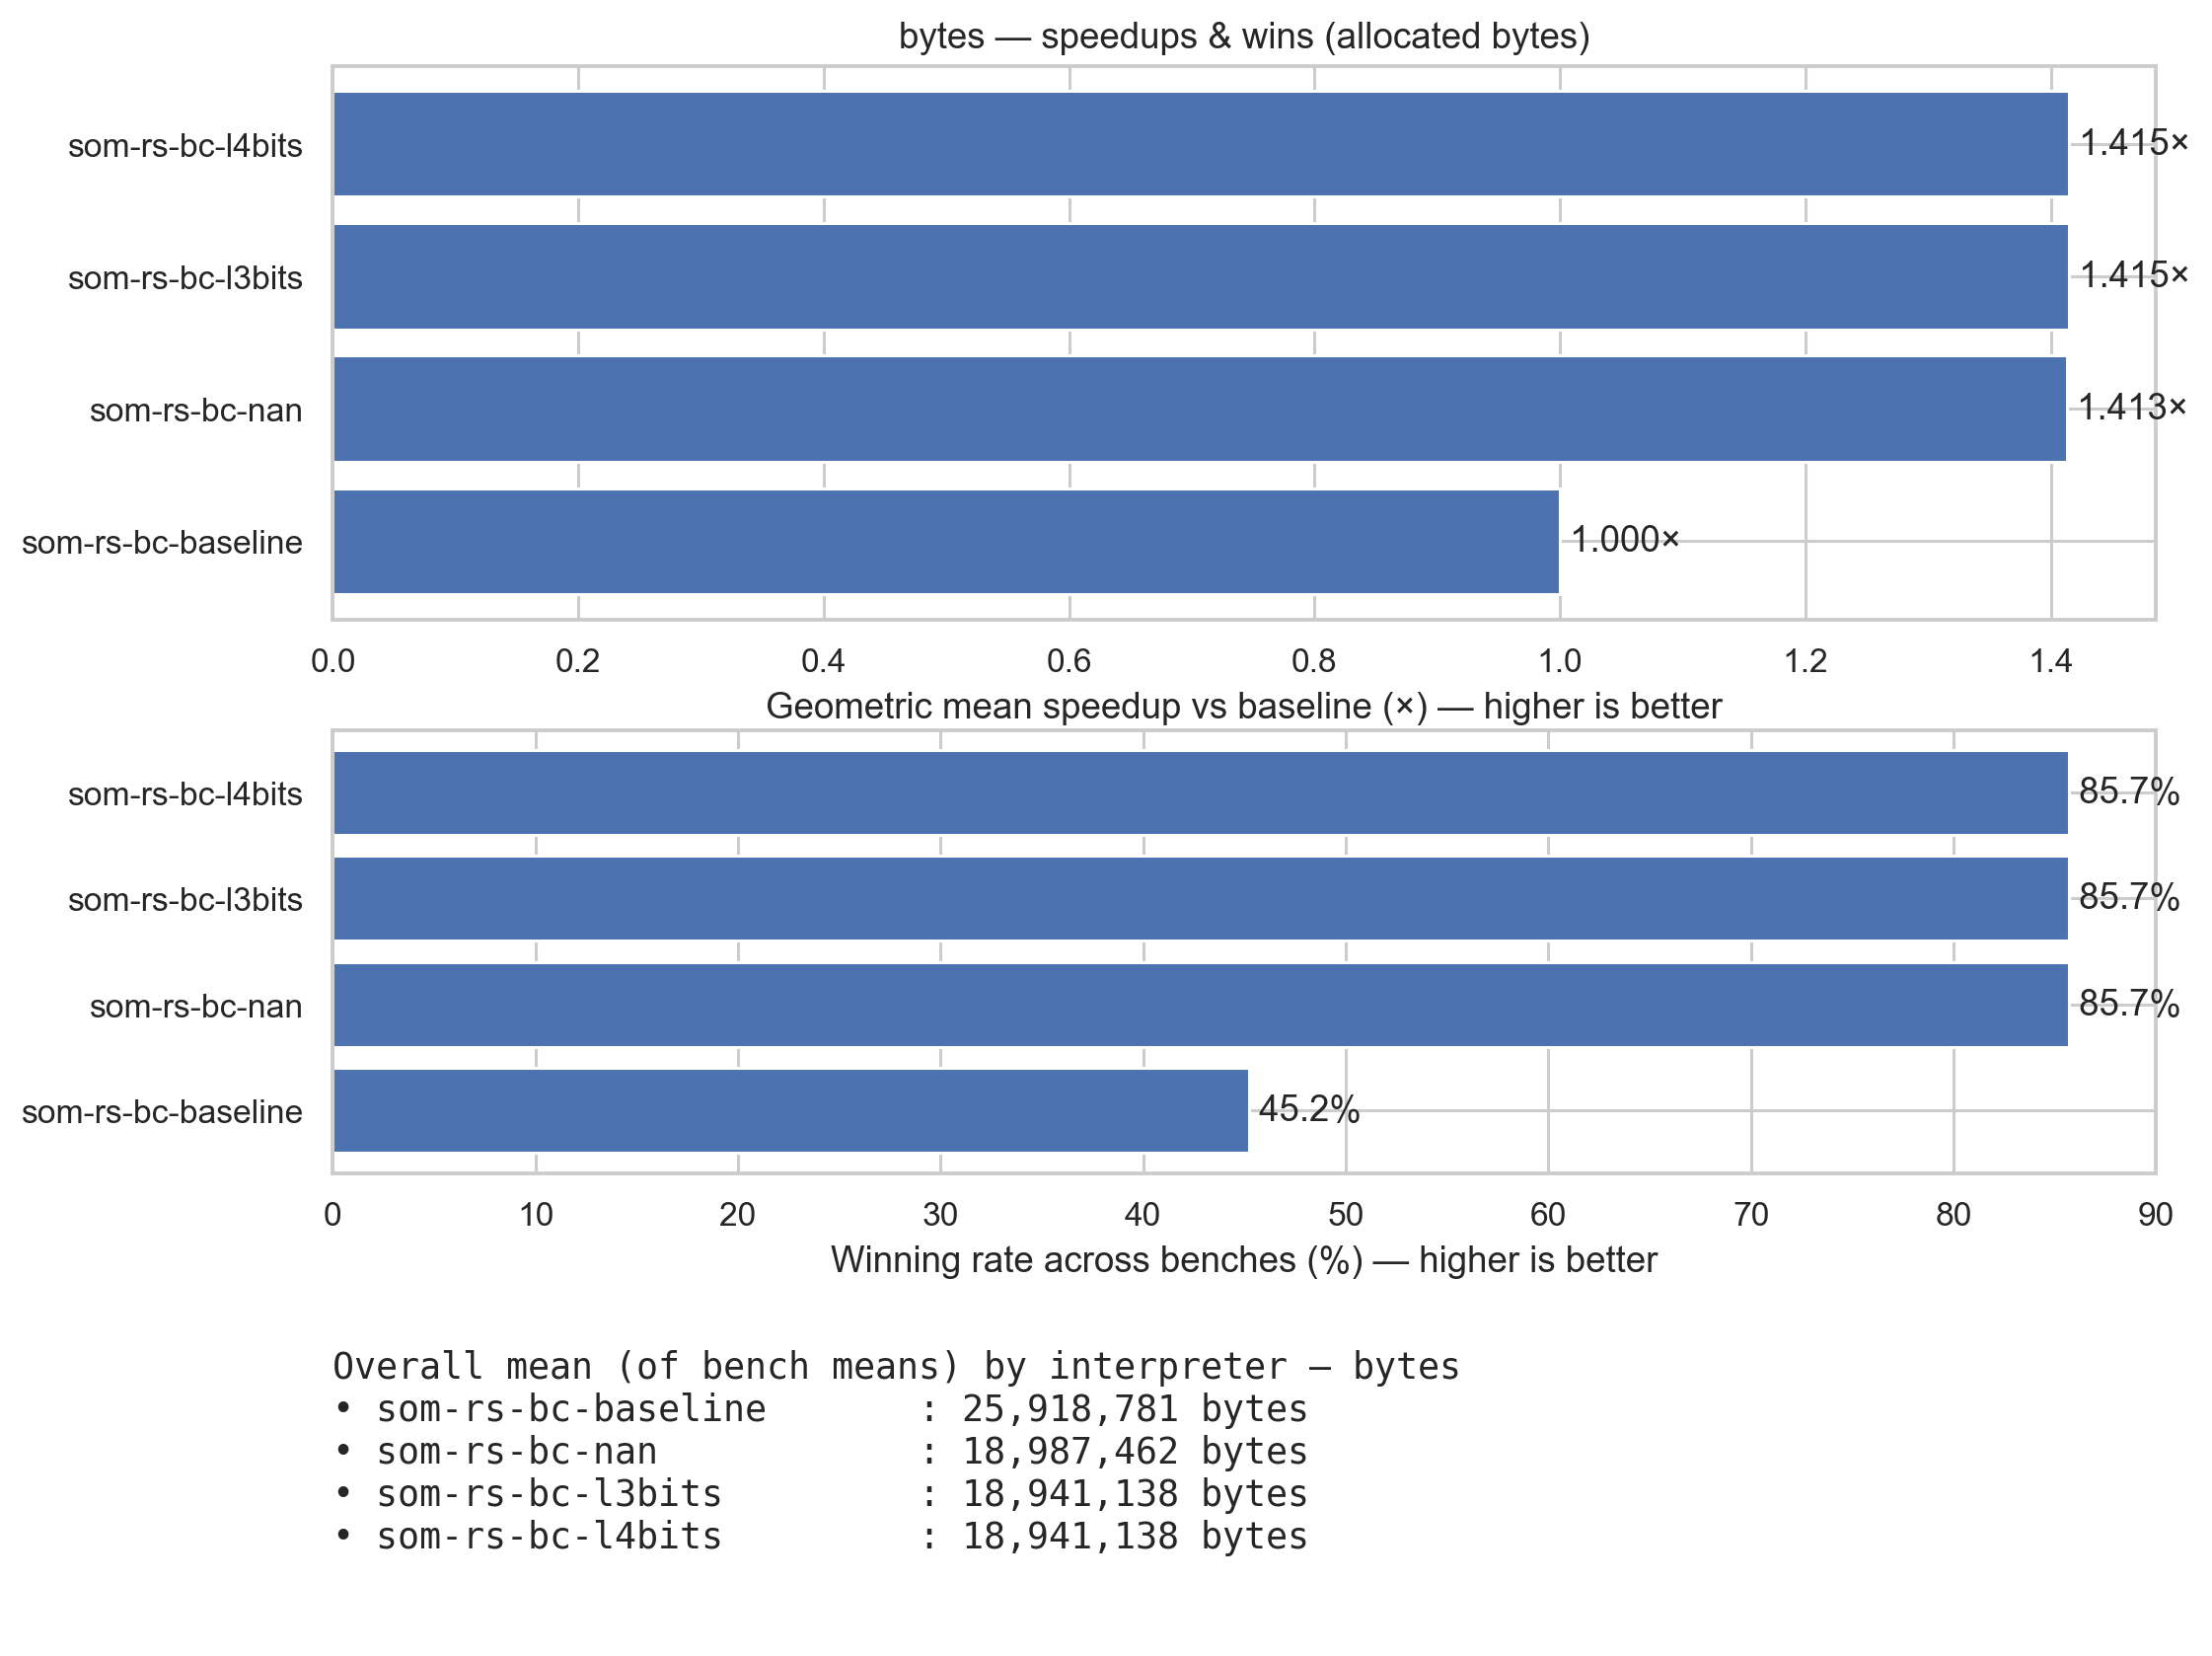 bytes — speedups & wins (allocated bytes)
som-rs-bc-l4bits
1.415×
som-rs-bc-l3bits
1.415×
som-rs-bc-nan
1.413×
som-rs-bc-baseline
1.000×
0.0 0.2 0.4 0.6 0.8 1.0 1.2 1.4
Geometric mean speedup vs baseline (×) — higher is better
som-rs-bc-l4bits
85.7%
som-rs-bc-l3bits
85.7%
som-rs-bc-nan
85.7%
som-rs-bc-baseline
45.2%
0 10 20 30 40 50 60 70 80 90
Winning rate across benches (%) — higher is better
Overall mean (of bench means) by interpreter — bytes
• som-rs-bc-baseline : 25,918,781 bytes
• som-rs-bc-nan : 18,987,462 bytes
• som-rs-bc-l3bits : 18,941,138 bytes
• som-rs-bc-l4bits : 18,941,138 bytes